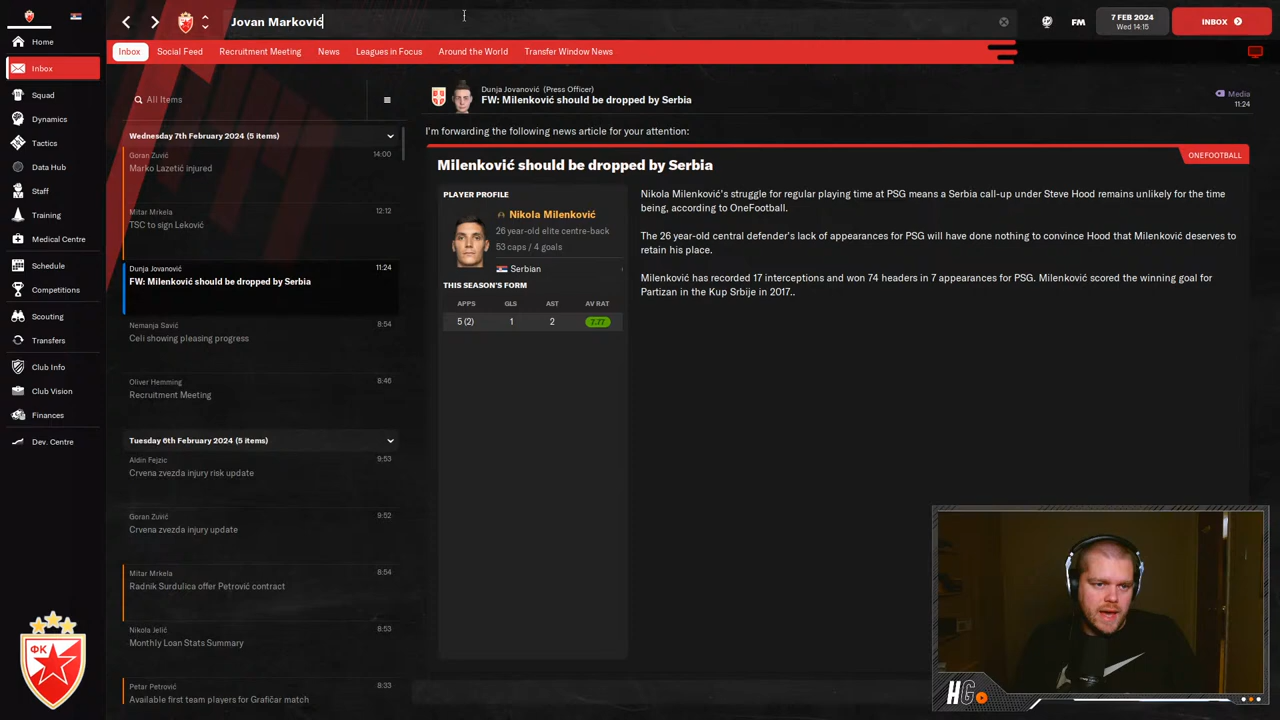 Jovan Marković
FM
7 FEB 2024
Wed 14:15
INBOX
Home
Inbox
Squad
Dynamics
Tactics
Data Hub
Staff
Training
Medical Centre
Schedule
Competitions
Scouting
Transfers
Club Info
Club Vision
Finances
Dev. Centre
ФК
Inbox
Social Feed
Recruitment Meeting
News
Leagues in Focus
Around the World
Transfer Window News
All Items
Wednesday 7th February 2024 (5 items)
Goran Zuvić 14:00
Marko Lazetić injured
Mitar Mrkela 12:12
TSC to sign Leković
Dunja Jovanović 11:24
FW: Milenković should be dropped by Serbia
Nemanja Savić 8:54
Celi showing pleasing progress
Oliver Hemming 8:46
Recruitment Meeting
Tuesday 6th February 2024 (5 items)
Aldin Fejzic 9:53
Crvena zvezda injury risk update
Goran Zuvić 9:52
Crvena zvezda injury update
Mitar Mrkela 8:54
Radnik Surdulica offer Petrović contract
Nikola Jelić 8:53
Monthly Loan Stats Summary
Petar Petrović 8:33
Available first team players for Grafičar match
Dunja Jovanović (Press Officer)
FW: Milenković should be dropped by Serbia
Media
11:24
I'm forwarding the following news article for your attention:
Milenković should be dropped by Serbia
ONEFOOTBALL
PLAYER PROFILE
Nikola Milenković
26 year-old elite centre-back
53 caps / 4 goals
Serbian
THIS SEASON'S FORM
APPS GLS AST AV RAT
5 (2) 1 2 7.77
Nikola Milenković's struggle for regular playing time at PSG means a Serbia call-up under Steve Hood remains unlikely for the time
being, according to OneFootball.
The 26 year-old central defender's lack of appearances for PSG will have done nothing to convince Hood that Milenković deserves to
retain his place.
Milenković has recorded 17 interceptions and won 74 headers in 7 appearances for PSG. Milenković scored the winning goal for
Partizan in the Kup Srbije in 2017..
HG